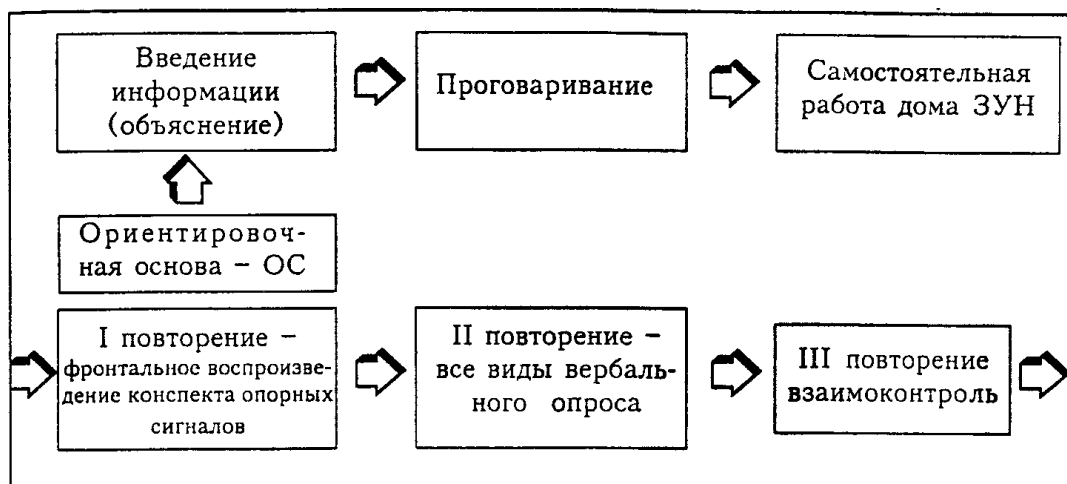 Введение
информации
(объяснение)
Проговаривание
Самостоятельная
работа дома ЗУН
Ориентировоч-
ная основа – ОС
I повторение –
фронтальное воспроизве-
дение конспекта опорных
сигналов
II повторение –
все виды вербаль-
ного опроса
III повторение
взаимоконтроль